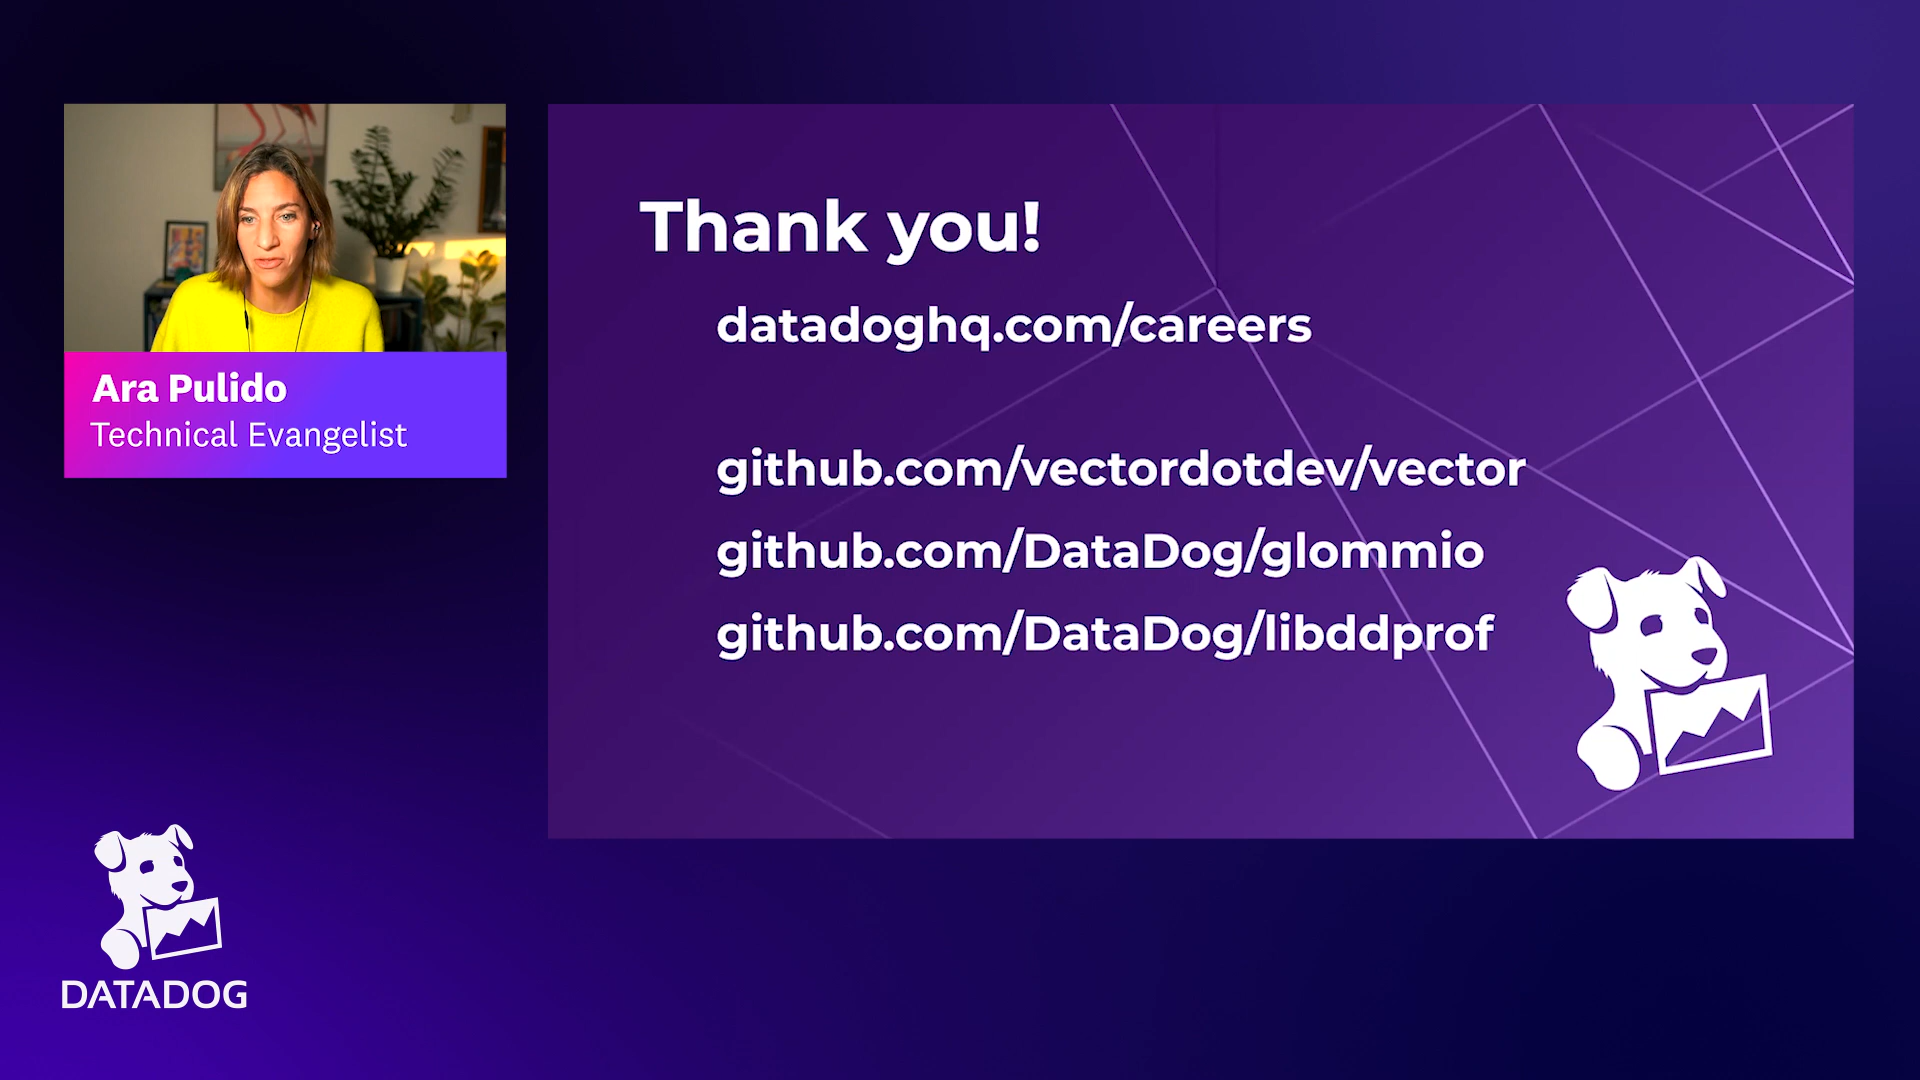 Ara Pulido
Technical Evangelist
Thank you!
datadoghq.com/careers
github.com/vectordotdev/vector
github.com/DataDog/glommio
github.com/DataDog/libddprof
DATADOG